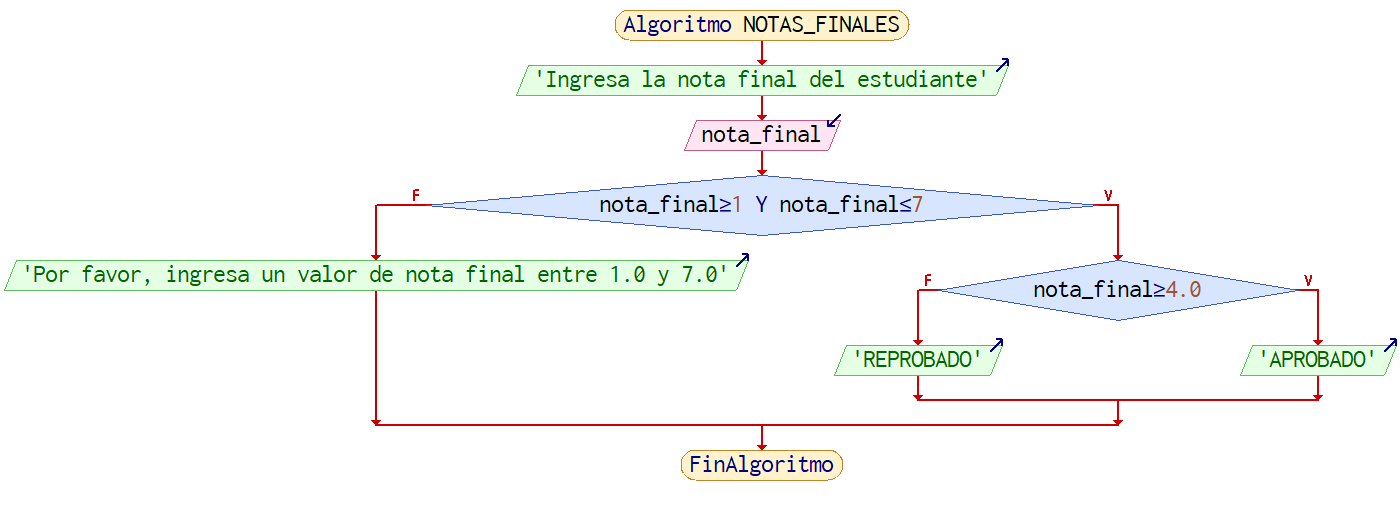 Algoritmo NOTAS_FINALES
'Ingresa la nota final del estudiante'
nota_final
F
V
nota_final≥1 Y nota_final≤7
'Por favor, ingresa un valor de nota final entre 1.0 y 7.0'
F
V
nota_final≥4.0
'REPROBADO'
'APROBADO'
FinAlgoritmo